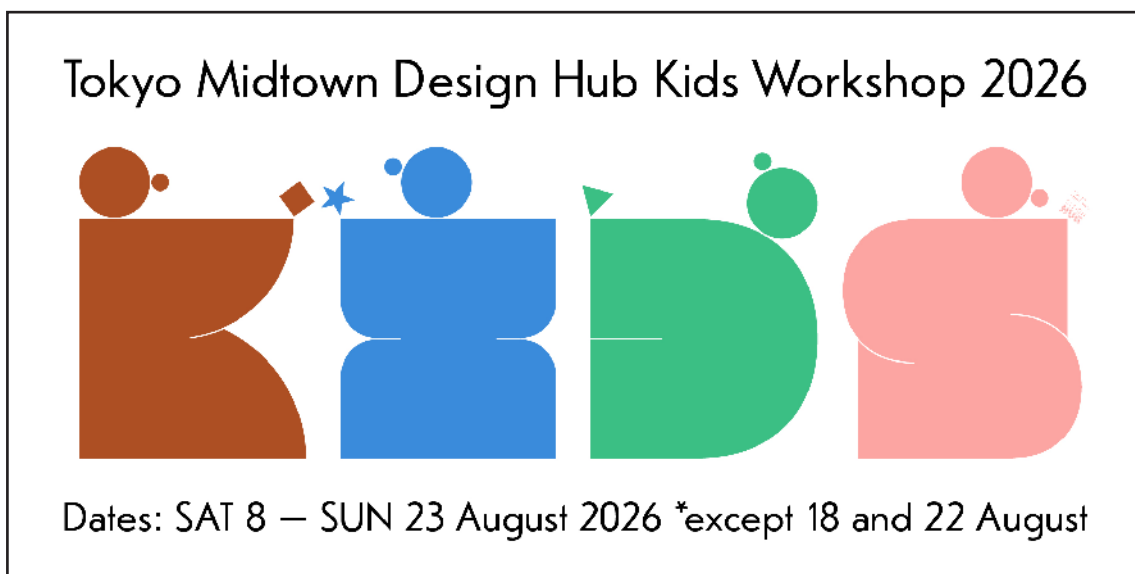 Tokyo Midtown Design Hub Kids Workshop 2026
KIDS
Dates: SAT 8 – SUN 23 August 2026 *except 18 and 22 August